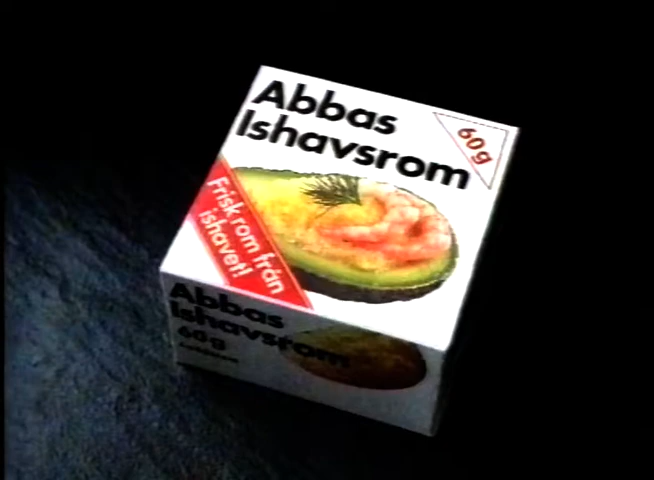 Abbas
Ishavsrom
60g
Frisk rom från
ishavet!
Abbas
Ishavsrom
60g